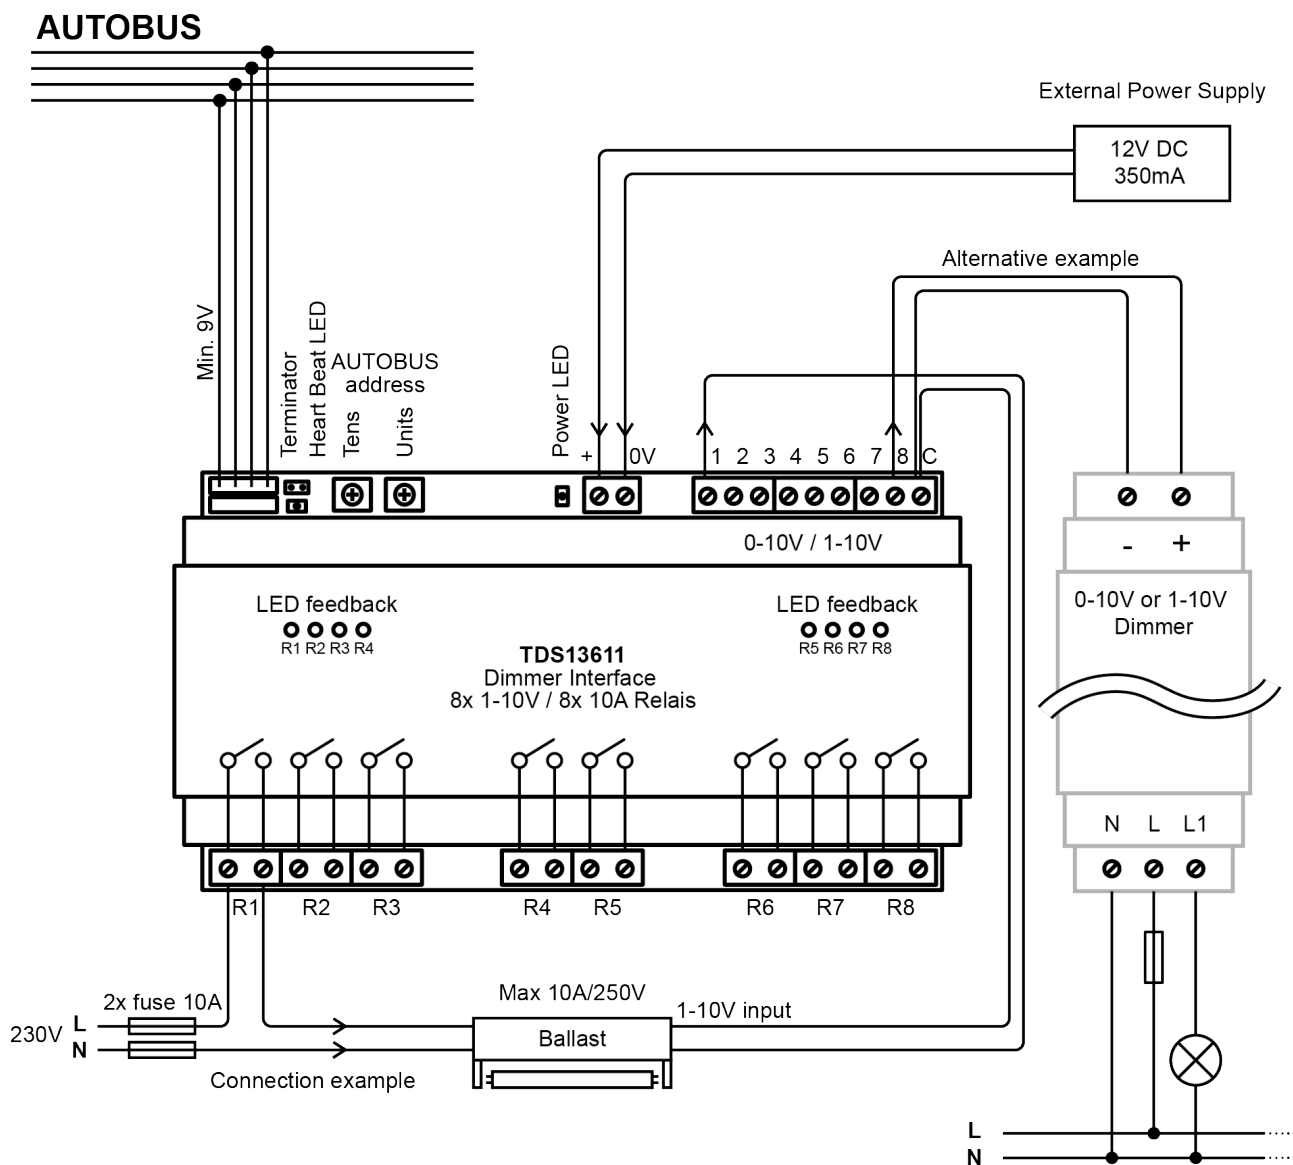 AUTOBUS
External Power Supply
12V DC
350mA
Alternative example
Min. 9V
Terminator
Heart Beat LED
AUTOBUS
address
Tens
Units
Power LED
+ 0V
1 2 3 4 5 6 7 8 C
0-10V / 1-10V
- +
LED feedback
R1 R2 R3 R4
LED feedback
R5 R6 R7 R8
TDS13611
Dimmer Interface
8x 1-10V / 8x 10A Relais
0-10V or 1-10V
Dimmer
N L L1
R1 R2 R3 R4 R5 R6 R7 R8
2x fuse 10A
230V
L
N
Max 10A/250V
1-10V input
Ballast
Connection example
L
N